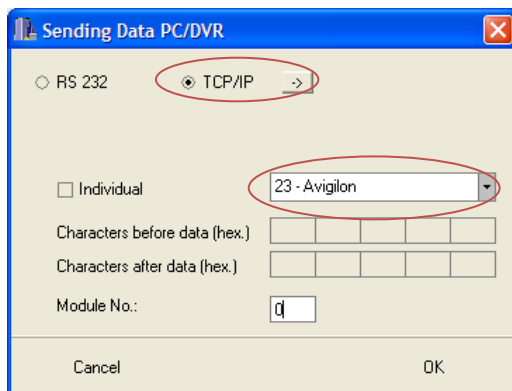 Sending Data PC/DVR
RS 232 TCP/IP ->
Individual 23 - Avigilon
Characters before data (hex.)
Characters after data (hex.)
Module No.: 0
Cancel OK